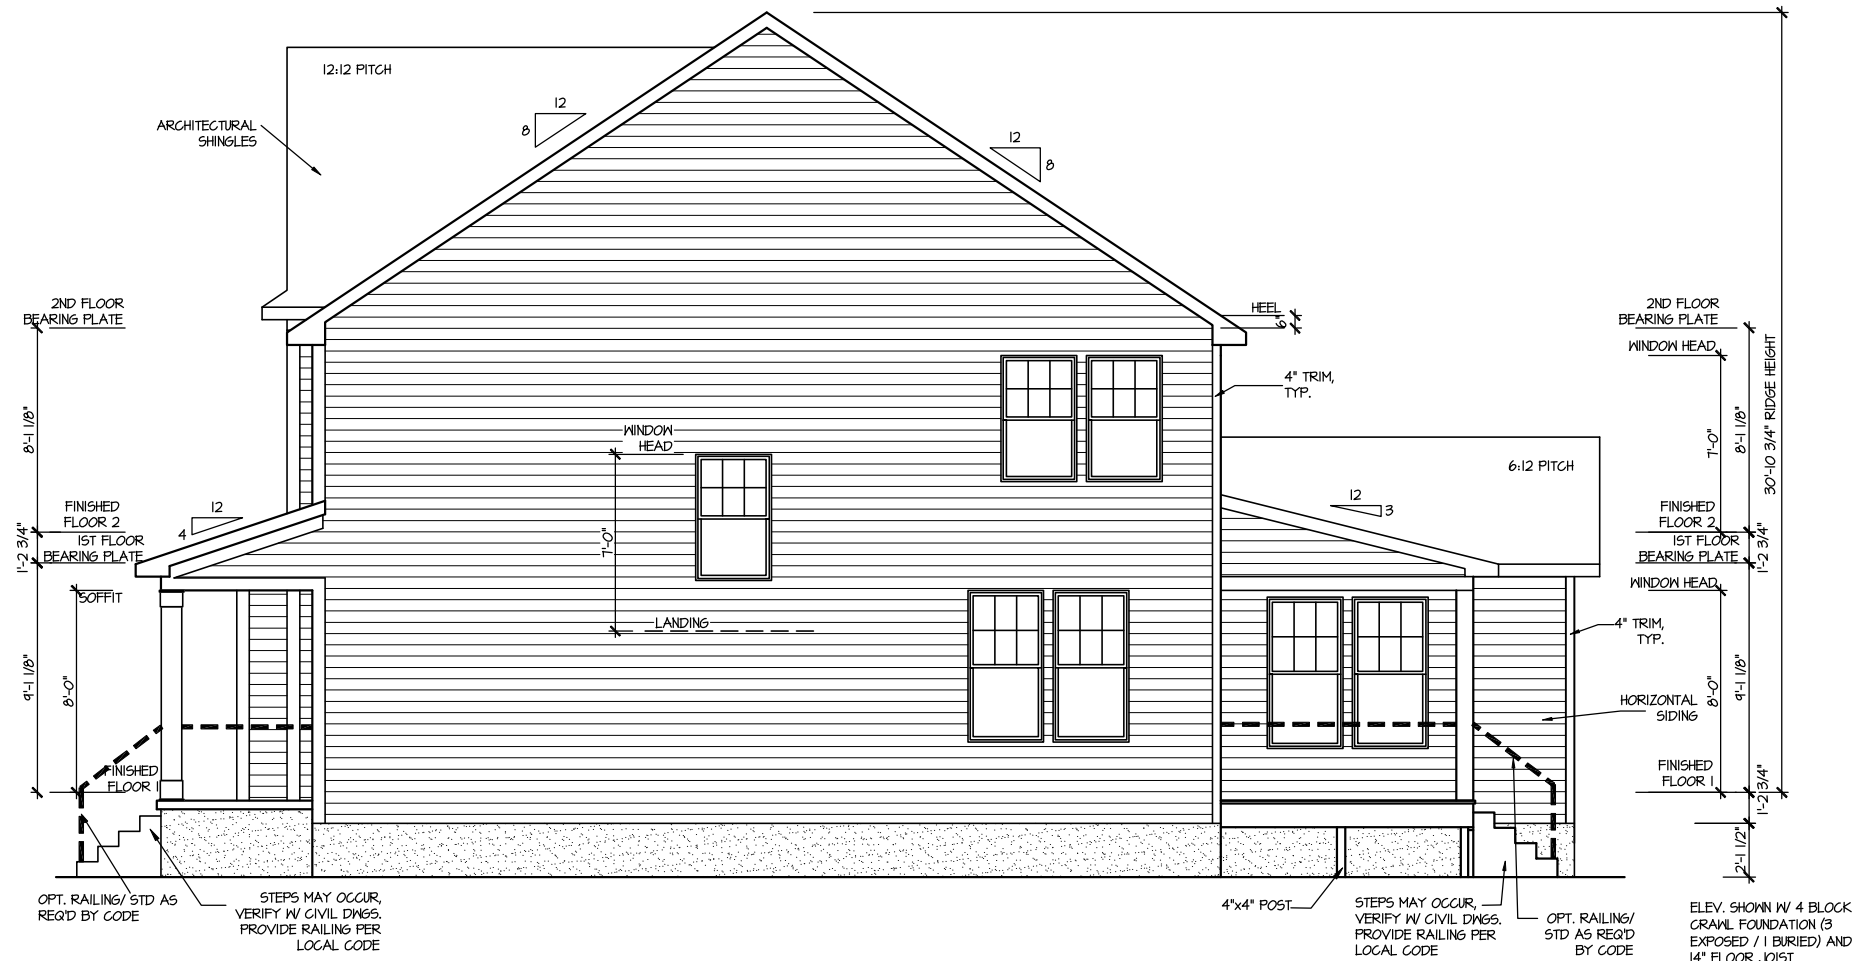 12:12 PITCH
ARCHITECTURAL
SHINGLES
12
8
12
8
2ND FLOOR
BEARING PLATE
8'-1 1/8"
FINISHED
FLOOR 2
1'-2 3/4"
1ST FLOOR
BEARING PLATE
12
4
SOFFIT
9'-1 1/8"
8'-0"
FINISHED
FLOOR 1
WINDOW
HEAD
7'-0"
LANDING
HEEL
6"
4" TRIM,
TYP.
6:12 PITCH
12
3
2ND FLOOR
BEARING PLATE
WINDOW HEAD
7'-0"
8'-1 1/8"
30'-10 3/4" RIDGE HEIGHT
FINISHED
FLOOR 2
1ST FLOOR
BEARING PLATE
1'-2 3/4"
WINDOW HEAD
4" TRIM,
TYP.
8'-0"
9'-1 1/8"
HORIZONTAL
SIDING
FINISHED
FLOOR 1
1'-2 3/4"
2'-1 1/2"
OPT. RAILING/ STD AS
REQ'D BY CODE
STEPS MAY OCCUR,
VERIFY W/ CIVIL DWGS.
PROVIDE RAILING PER
LOCAL CODE
4"x4" POST
STEPS MAY OCCUR,
VERIFY W/ CIVIL DWGS.
PROVIDE RAILING PER
LOCAL CODE
OPT. RAILING/
STD AS REQ'D
BY CODE
ELEV. SHOWN W/ 4 BLOCK
CRAWL FOUNDATION (3
EXPOSED / 1 BURIED) AND
14" FLOOR JOIST